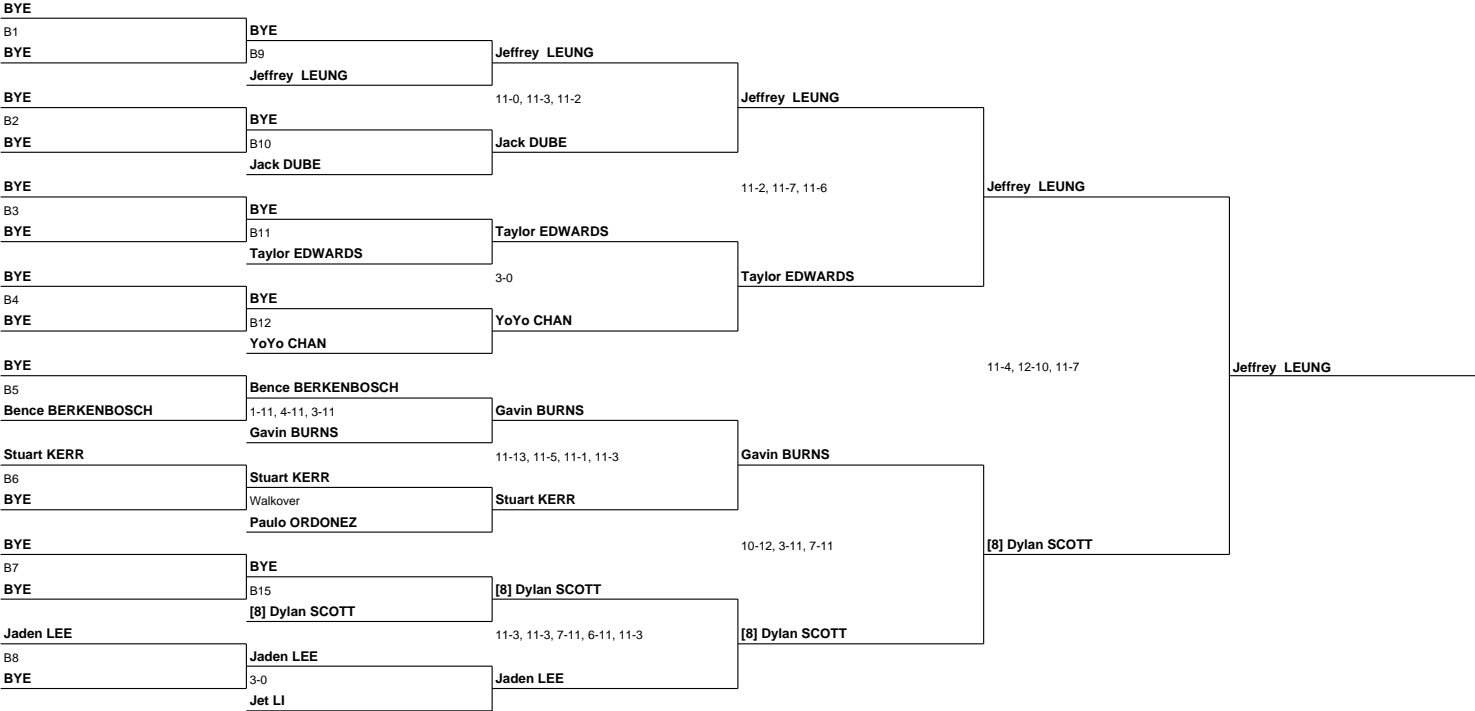 BYE
B1
BYE
BYE
B9
Jeffrey LEUNG
Jeffrey LEUNG
BYE
11-0, 11-3, 11-2
Jeffrey LEUNG
B2
BYE
BYE
B10
Jack DUBE
Jack DUBE
BYE
11-2, 11-7, 11-6
Jeffrey LEUNG
B3
BYE
BYE
B11
Taylor EDWARDS
Taylor EDWARDS
BYE
3-0
Taylor EDWARDS
B4
BYE
BYE
B12
YoYo CHAN
YoYo CHAN
BYE
11-4, 12-10, 11-7
Jeffrey LEUNG
B5
Bence BERKENBOSCH
Bence BERKENBOSCH
1-11, 4-11, 3-11
Gavin BURNS
Gavin BURNS
Stuart KERR
11-13, 11-5, 11-1, 11-3
Gavin BURNS
B6
Stuart KERR
BYE
Walkover
Stuart KERR
Paulo ORDONEZ
BYE
10-12, 3-11, 7-11
[8] Dylan SCOTT
B7
BYE
BYE
B15
[8] Dylan SCOTT
[8] Dylan SCOTT
Jaden LEE
11-3, 11-3, 7-11, 6-11, 11-3
[8] Dylan SCOTT
B8
Jaden LEE
BYE
3-0
Jaden LEE
Jet LI